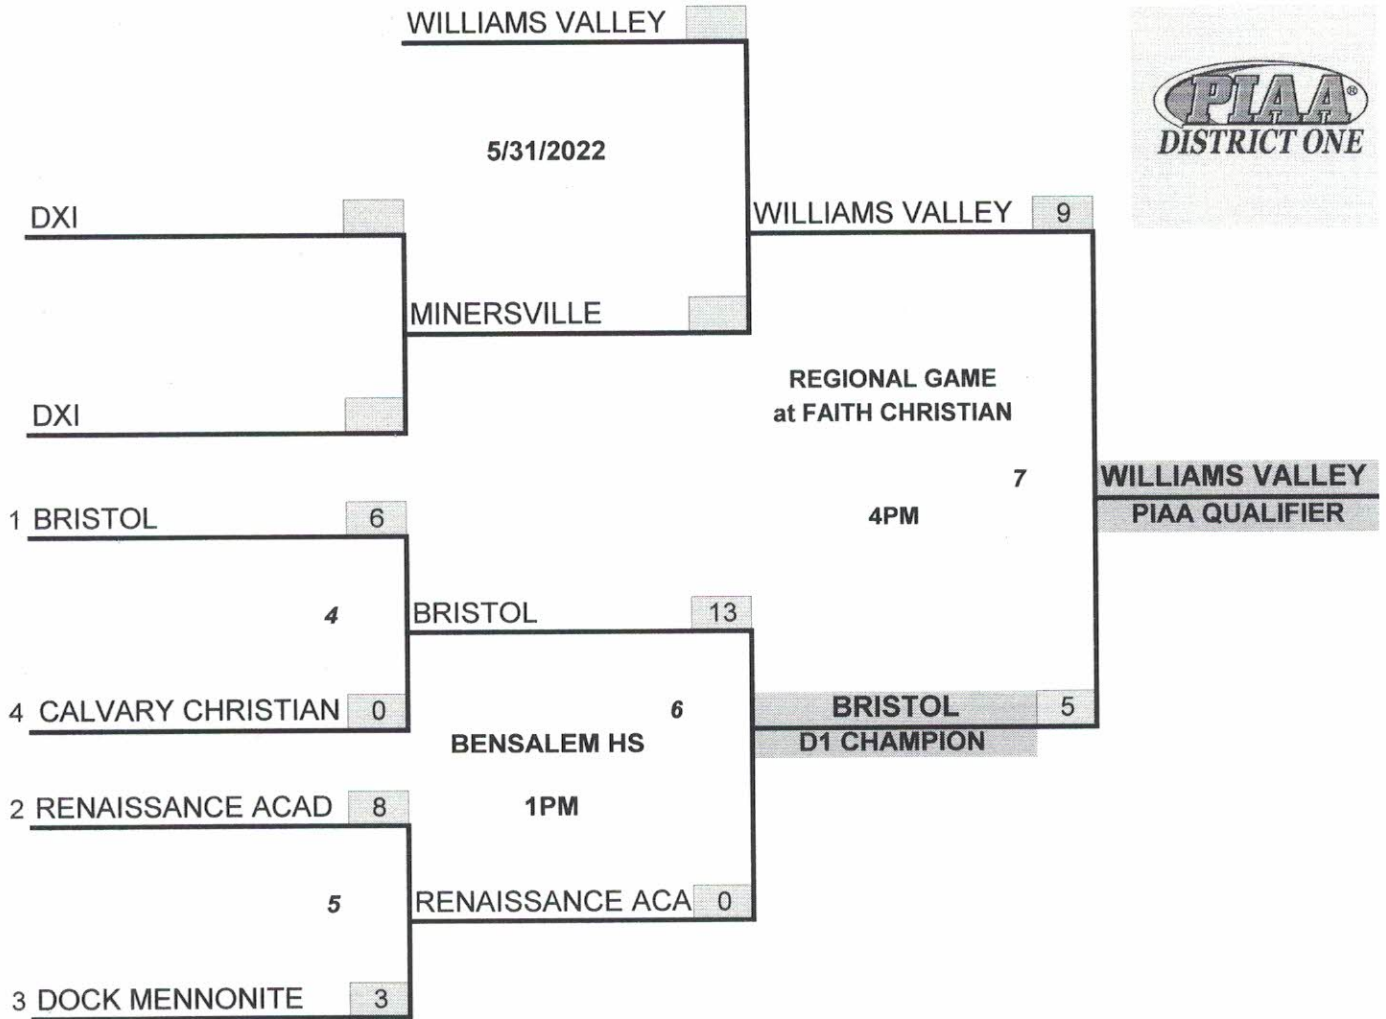 WILLIAMS VALLEY
PIAA®
DISTRICT ONE
5/31/2022
DXI
WILLIAMS VALLEY 9
MINERSVILLE
REGIONAL GAME
at FAITH CHRISTIAN
DXI
7
WILLIAMS VALLEY
PIAA QUALIFIER
4PM
1 BRISTOL 6
4
BRISTOL 13
4 CALVARY CHRISTIAN 0
6
BRISTOL 5
D1 CHAMPION
BENSALEM HS
1PM
2 RENAISSANCE ACAD 8
5
RENAISSANCE ACA 0
3 DOCK MENNONITE 3